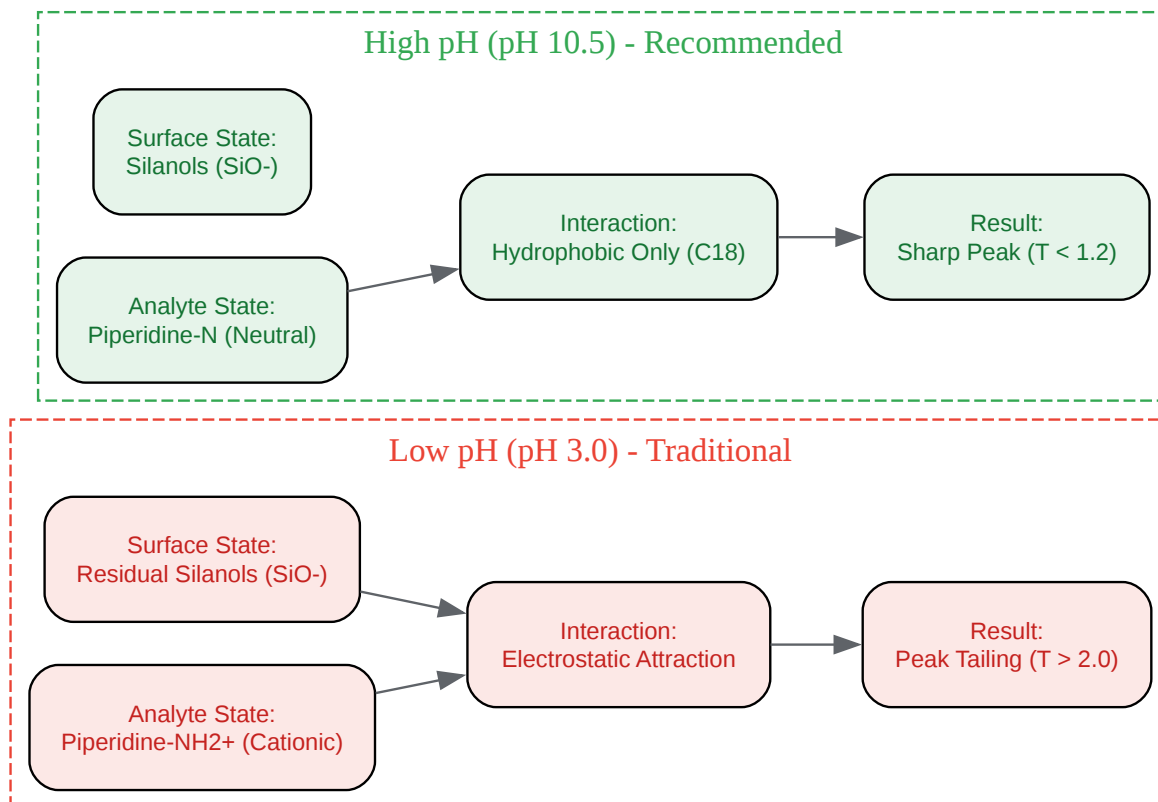 High pH (pH 10.5) - Recommended
Surface State:
Silanols (SiO-)
Analyte State:
Piperidine-N (Neutral)
Interaction:
Hydrophobic Only (C18)
Result:
Sharp Peak (T < 1.2)
Low pH (pH 3.0) - Traditional
Surface State:
Residual Silanols (SiO-)
Analyte State:
Piperidine-NH2+ (Cationic)
Interaction:
Electrostatic Attraction
Result:
Peak Tailing (T > 2.0)